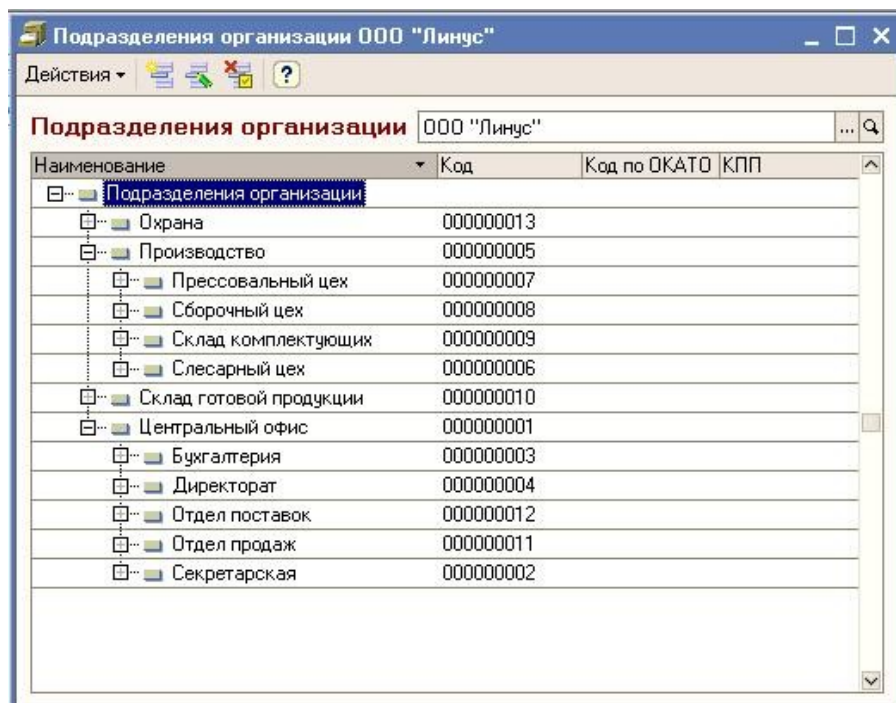 Подразделения организации ООО "Линус"
Действия
Подразделения организации ООО "Линус" ...
Наименование Код Код по ОКАТО КПП
Подразделения организации
Охрана 000000013
Производство 000000005
Прессовальный цех 000000007
Сборочный цех 000000008
Склад комплектующих 000000009
Слесарный цех 000000006
Склад готовой продукции 000000010
Центральный офис 000000001
Бухгалтерия 000000003
Директорат 000000004
Отдел поставок 000000012
Отдел продаж 000000011
Секретарская 000000002